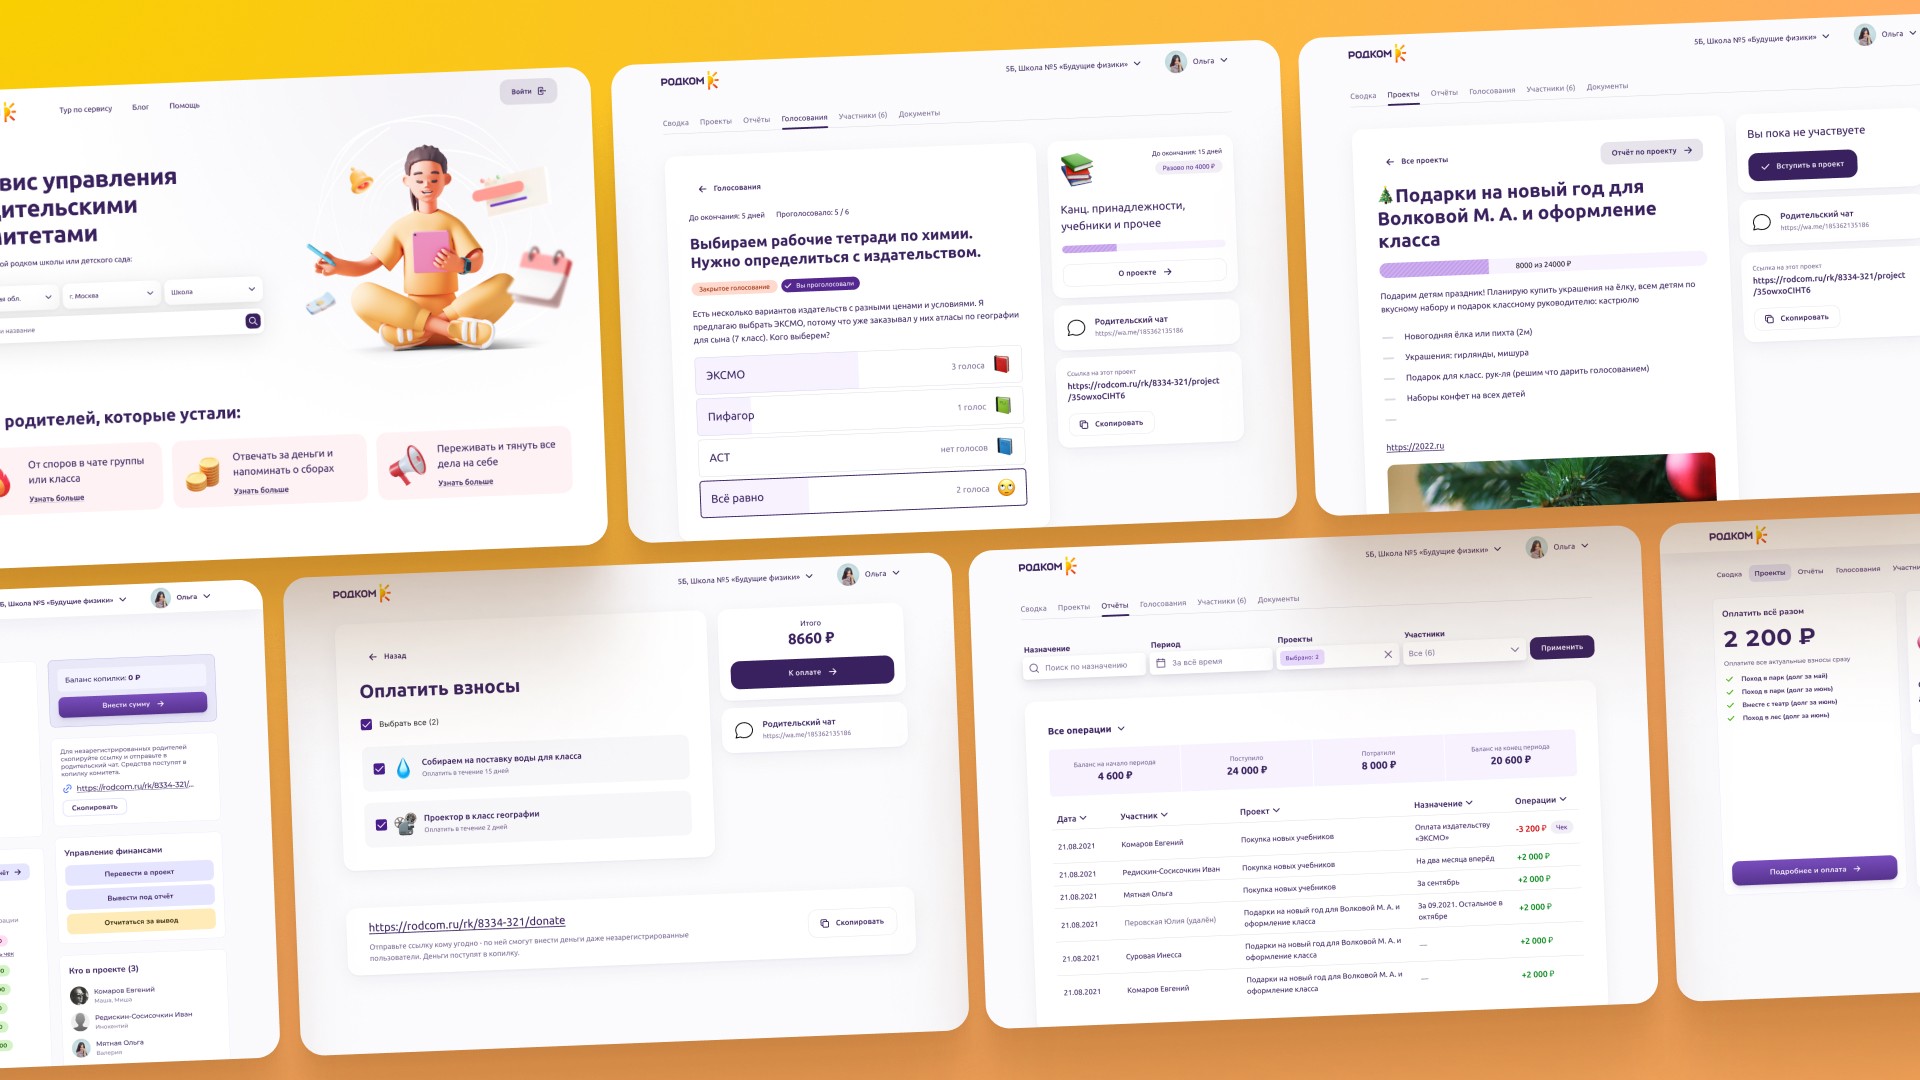 Тур по сервису
Блог
Помощь
Войти
вис управления
дительскими
митетами
ой родком школы или детского сада:
обл.
г. Москва
Школа
название
родителей, которые устали:
От споров в чате группы
или класса
Узнать больше
Отвечать за деньги и
напоминать о сборах
Узнать больше
Переживать и тянуть все
дела на себе
Узнать больше
РОДКОМ
5Б, Школа №5 «Будущие физики»
Ольга
Сводка
Проекты
Отчёты
Голосования
Участники (6)
Документы
Голосования
До окончания: 5 дней
Проголосовало: 5 / 6
Выбираем рабочие тетради по химии.
Нужно определиться с издательством.
Закрытое голосование
Вы проголосовали
Есть несколько вариантов издательств с разными ценами и условиями. Я
предлагаю выбрать ЭКСМО, потому что уже заказывал у них атласы по географии
для сына (7 класс). Кого выберем?
ЭКСМО
3 голоса
Пифагор
1 голос
АСТ
нет голосов
Всё равно
2 голоса
До окончания: 15 дней
Разово по 4000 ₽
Канц. принадлежности,
учебники и прочее
О проекте
Родительский чат
https://wa.me/185362135186
Ссылка на этот проект
https://rodcom.ru/rk/8334-321/project
/35owxoCIHT6
Скопировать
РОДКОМ
5Б, Школа №5 «Будущие физики»
Ольга
Сводка
Проекты
Отчёты
Голосования
Участники (6)
Документы
Все проекты
Отчёт по проекту
Подарки на новый год для
Волковой М. А. и оформление
класса
8000 из 24000 ₽
Подарим детям праздник! Планирую купить украшения на ёлку, всем детям по
вкусному набору и подарок классному руководителю: кастрюлю
Новогодняя ёлка или пихта (2м)
Украшения: гирлянды, мишура
Подарок для класс. рук-ля (решим что дарить голосованием)
Наборы конфет на всех детей
https://2022.ru
Вы пока не участвуете
Вступить в проект
Родительский чат
https://wa.me/185362135186
Ссылка на этот проект
https://rodcom.ru/rk/8334-321/project
/35owxoCIHT6
Скопировать
Б, Школа №5 «Будущие физики»
Ольга
Баланс копилки: 0 ₽
Внести сумму
Для незарегистрированных родителей
скопируйте ссылку и отправьте в
родительский чат. Средства поступят в
копилку комитета.
https://rodcom.ru/rk/8334-321/...
Скопировать
Управление финансами
Перевести в проект
Вывести под отчёт
Отчитаться за вывод
Кто в проекте (3)
Комаров Евгений
Маша, Миша
Редискин-Сосисочкин Иван
Инокентий
Мятная Ольга
Валерия
РОДКОМ
5Б, Школа №5 «Будущие физики»
Ольга
Назад
Оплатить взносы
Выбрать все (2)
Собираем на поставку воды для класса
Оплатить в течение 15 дней
Проектор в класс географии
Оплатить в течение 2 дней
Итого
8660 ₽
К оплате
Родительский чат
https://wa.me/185362135186
https://rodcom.ru/rk/8334-321/donate
Отправьте ссылку кому угодно - по ней смогут внести деньги даже незарегистрированные
пользователи. Деньги поступят в копилку.
Скопировать
РОДКОМ
5Б, Школа №5 «Будущие физики»
Ольга
Сводка
Проекты
Отчёты
Голосования
Участники (6)
Документы
Назначение
Период
Проекты
Участники
Поиск по назначению
За всё время
Выбрано: 2
Все (6)
Применить
Все операции
Баланс на начало периода
4 600 ₽
Поступило
24 000 ₽
Потратили
8 000 ₽
Баланс на конец периода
20 600 ₽
Дата
Участник
Проект
Назначение
Операции
21.08.2021
Комаров Евгений
Покупка новых учебников
Оплата издательству
«ЭКСМО»
-3 200 ₽
Чек
21.08.2021
Редискин-Сосисочкин Иван
Покупка новых учебников
На два месяца вперёд
+2 000 ₽
21.08.2021
Мятная Ольга
Покупка новых учебников
За сентябрь
+2 000 ₽
21.08.2021
Перовская Юлия (удалён)
Подарки на новый год для Волковой М. А. и
оформление класса
За 09.2021. Остальное в
октябре
+2 000 ₽
21.08.2021
Суровая Инесса
Подарки на новый год для Волковой М. А. и
оформление класса
—
+2 000 ₽
21.08.2021
Комаров Евгений
Подарки на новый год для Волковой М. А. и
оформление класса
—
+2 000 ₽
РОДКОМ
Сводка
Проекты
Отчёты
Голосования
Участни
Оплатить всё разом
2 200 ₽
Оплатите все актуальные взносы сразу
Поход в парк (долг за май)
Поход в парк (долг за июнь)
Вместе с театр (долг за июнь)
Поход в лес (долг за июнь)
Подробнее и оплата